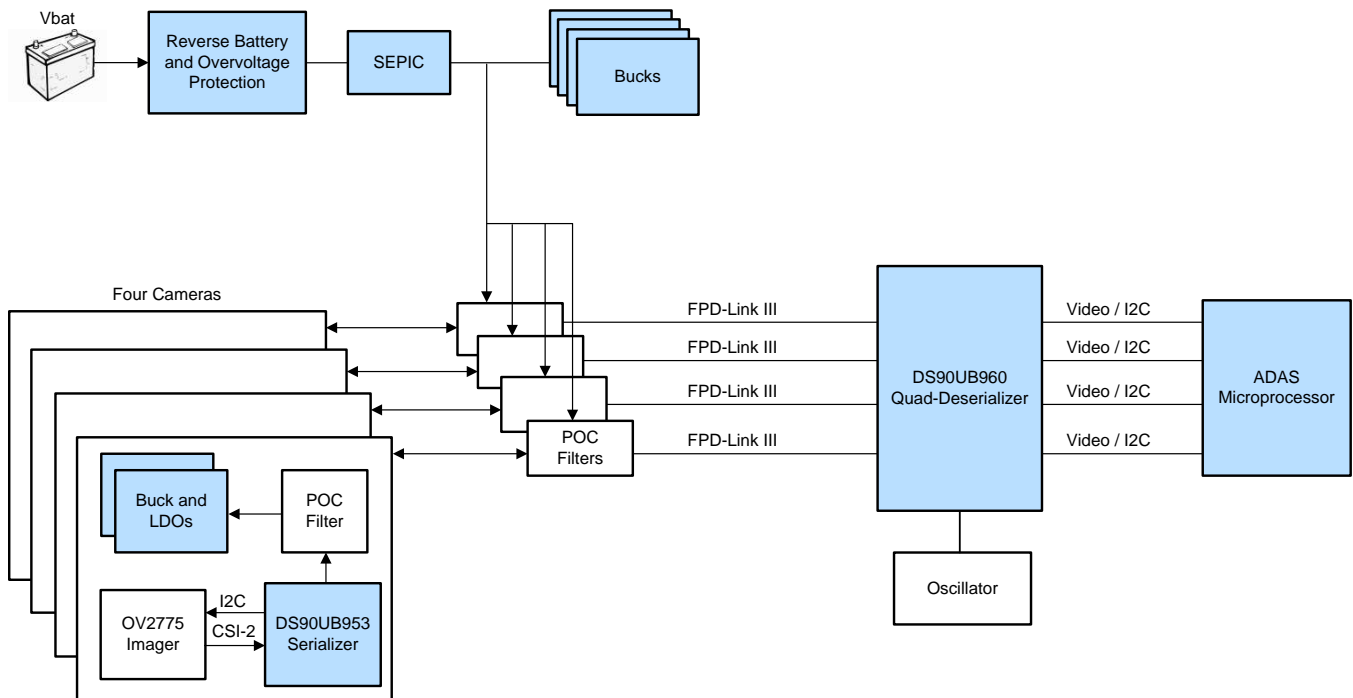 Vbat
Reverse Battery
and Overvoltage
Protection
SEPIC
Bucks
Four Cameras
FPD-Link III
Video / I2C
FPD-Link III
Video / I2C
DS90UB960
Quad-Deserializer
ADAS
Microprocessor
FPD-Link III
Video / I2C
POC
Filters
FPD-Link III
Video / I2C
Buck and
LDOs
POC
Filter
Oscillator
OV2775
Imager
I2C
CSI-2
DS90UB953
Serializer